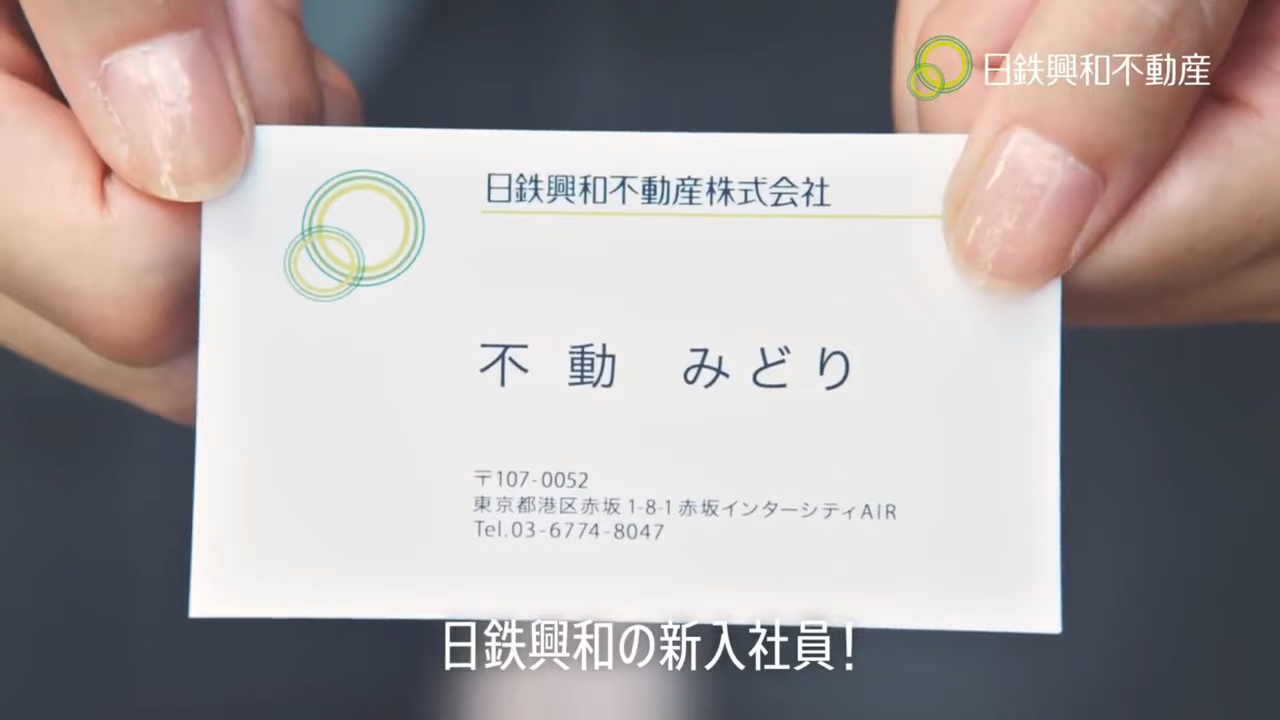 日鉄興和不動産
日鉄興和不動産株式会社
不動 みどり
〒107-0052
東京都港区赤坂1-8-1赤坂インターシティAIR
Tel.03-6774-8047
日鉄興和の新入社員!